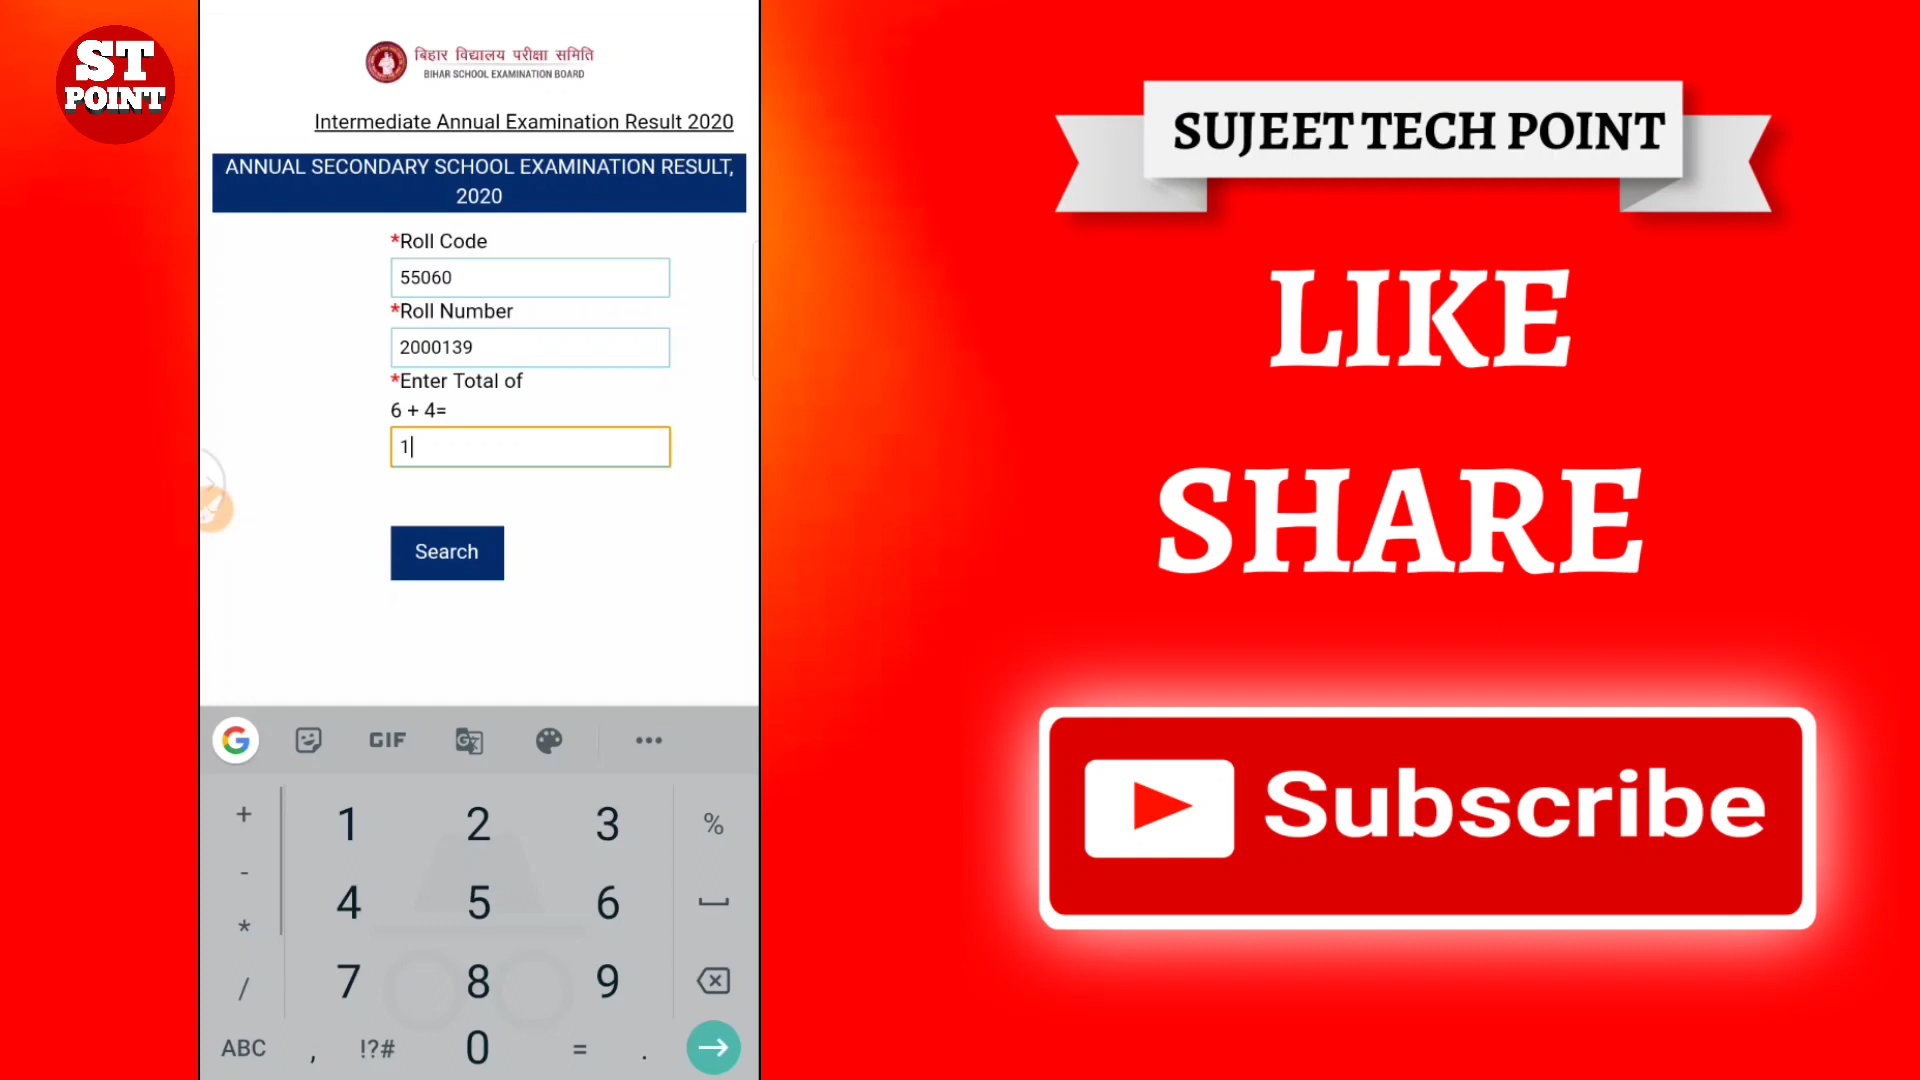 ST
POINT
बिहार विद्यालय परीक्षा समिति
BIHAR SCHOOL EXAMINATION BOARD
Intermediate Annual Examination Result 2020
ANNUAL SECONDARY SCHOOL EXAMINATION RESULT,
2020
*Roll Code
55060
*Roll Number
2000139
*Enter Total of
6 + 4=
1
Search
G GIF G
+ 1 2 3 %
- 4 5 6
*
/ 7 8 9
ABC , !?# 0 = .
SUJEET TECH POINT
LIKE
SHARE
Subscribe